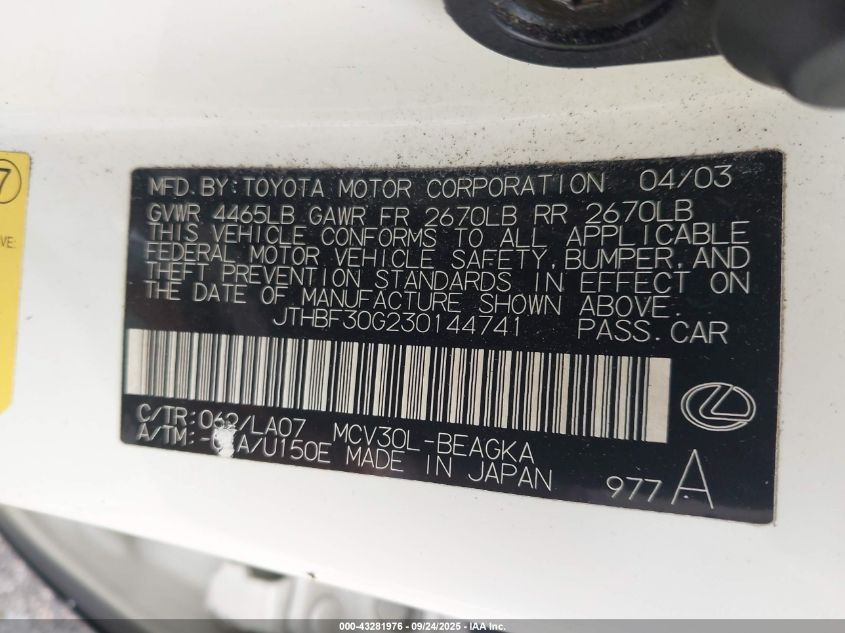 7
VE:
MFD. BY: TOYOTA MOTOR CORPORATION 04/03
GVWR 4465LB GAWR FR 2670LB RR 2670LB
THIS VEHICLE CONFORMS TO ALL APPLICABLE
FEDERAL MOTOR VEHICLE SAFETY, BUMPER, AND
THEFT PREVENTION STANDARDS IN EFFECT ON
THE DATE OF MANUFACTURE SHOWN ABOVE.
JTHBF30G230144741 PASS. CAR
C/TR: 062/LA07 MCV30L-BEAGKA
A/TM: A/U150E MADE IN JAPAN
977 A
000-43281976 - 09/24/2025 - IAA Inc.